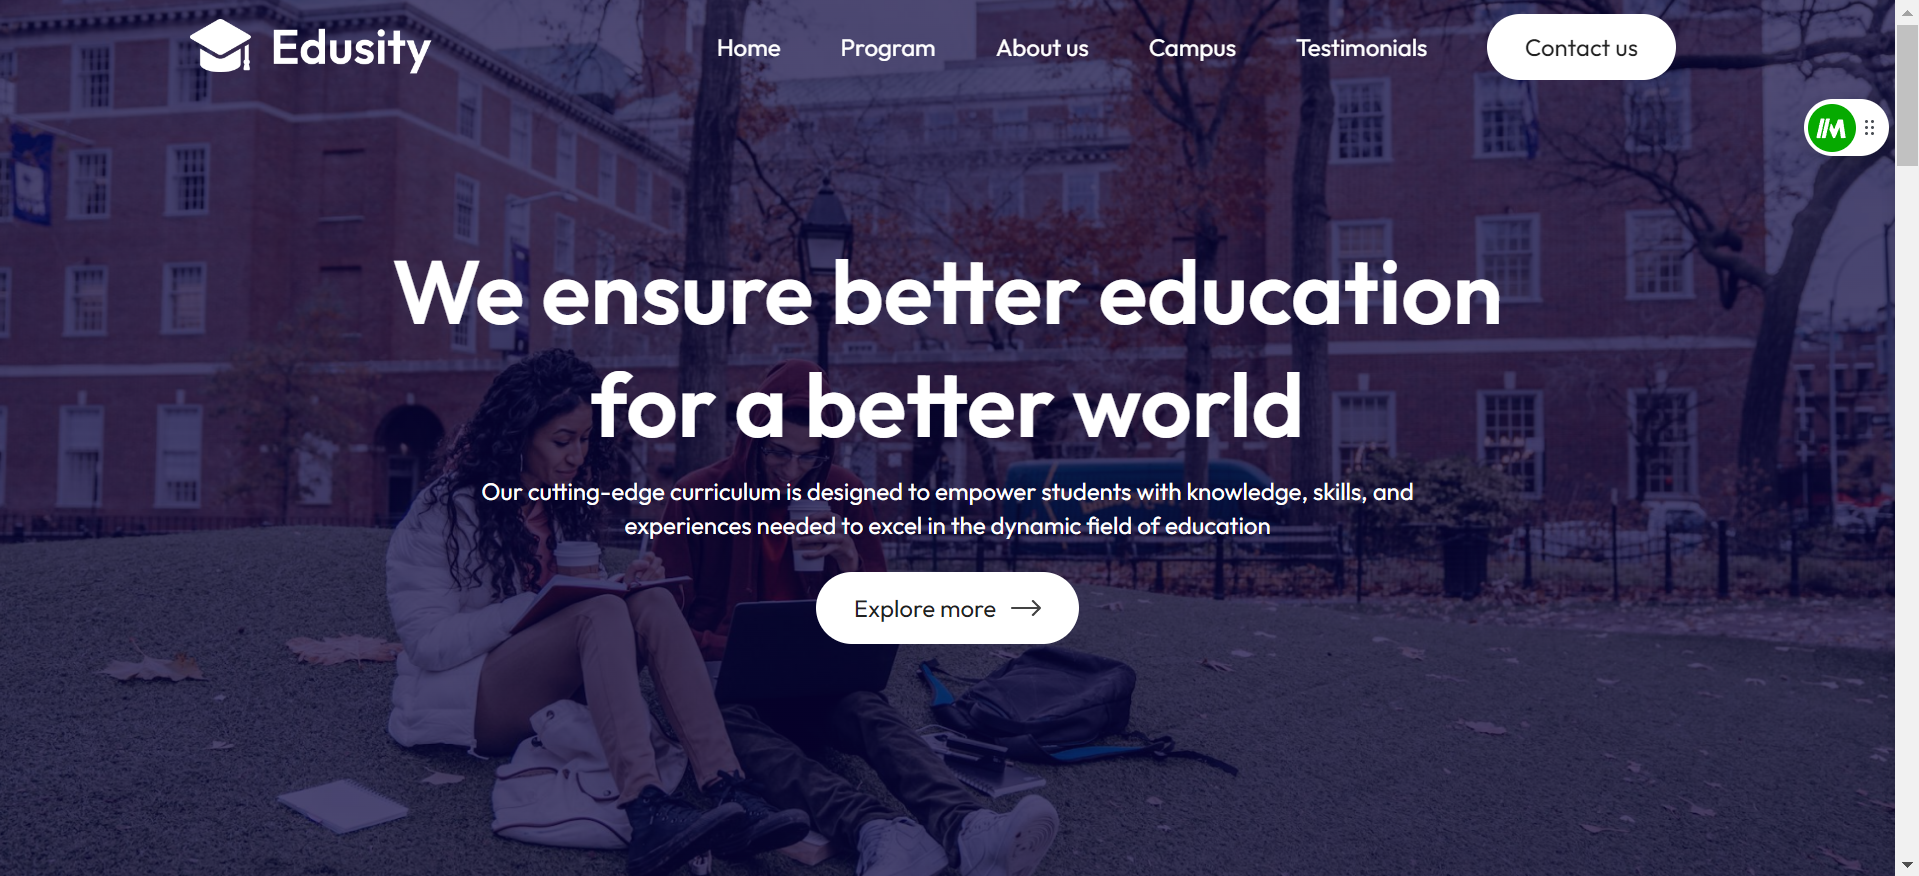 Edusity
Home
Program
About us
Campus
Testimonials
Contact us
We ensure better education
for a better world
Our cutting-edge curriculum is designed to empower students with knowledge, skills, and
experiences needed to excel in the dynamic field of education
Explore more